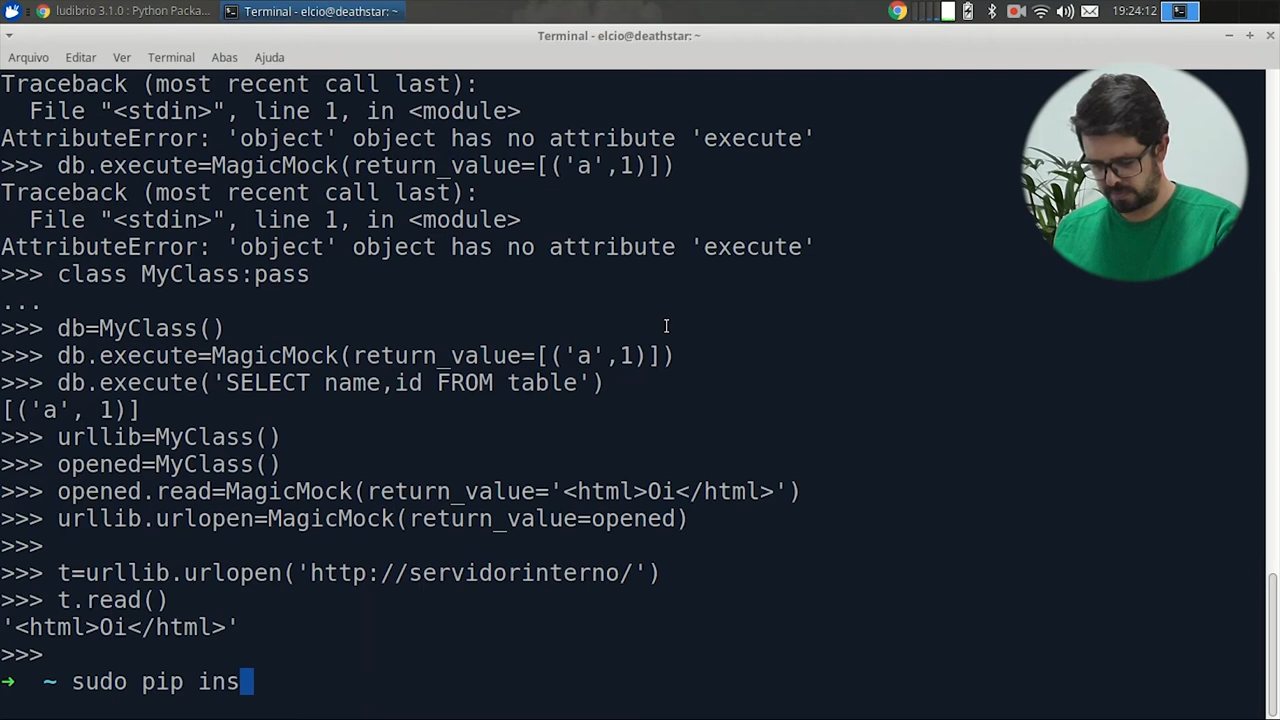 ludibrio 3.1.0 : Python Packa...
Terminal - elcio@deathstar: ~
19:24:12
Terminal - elcio@deathstar: ~
Arquivo Editar Ver Terminal Abas Ajuda
Traceback (most recent call last):
  File "<stdin>", line 1, in <module>
AttributeError: 'object' object has no attribute 'execute'
>>> db.execute=MagicMock(return_value=[('a',1)])
Traceback (most recent call last):
  File "<stdin>", line 1, in <module>
AttributeError: 'object' object has no attribute 'execute'
>>> class MyClass:pass
...
>>> db=MyClass()
>>> db.execute=MagicMock(return_value=[('a',1)])
>>> db.execute('SELECT name,id FROM table')
[('a', 1)]
>>> urllib=MyClass()
>>> opened=MyClass()
>>> opened.read=MagicMock(return_value='<html>Oi</html>')
>>> urllib.urlopen=MagicMock(return_value=opened)
>>>
>>> t=urllib.urlopen('http://servidorinterno/')
>>> t.read()
'<html>Oi</html>'
>>>
➜  ~ sudo pip ins